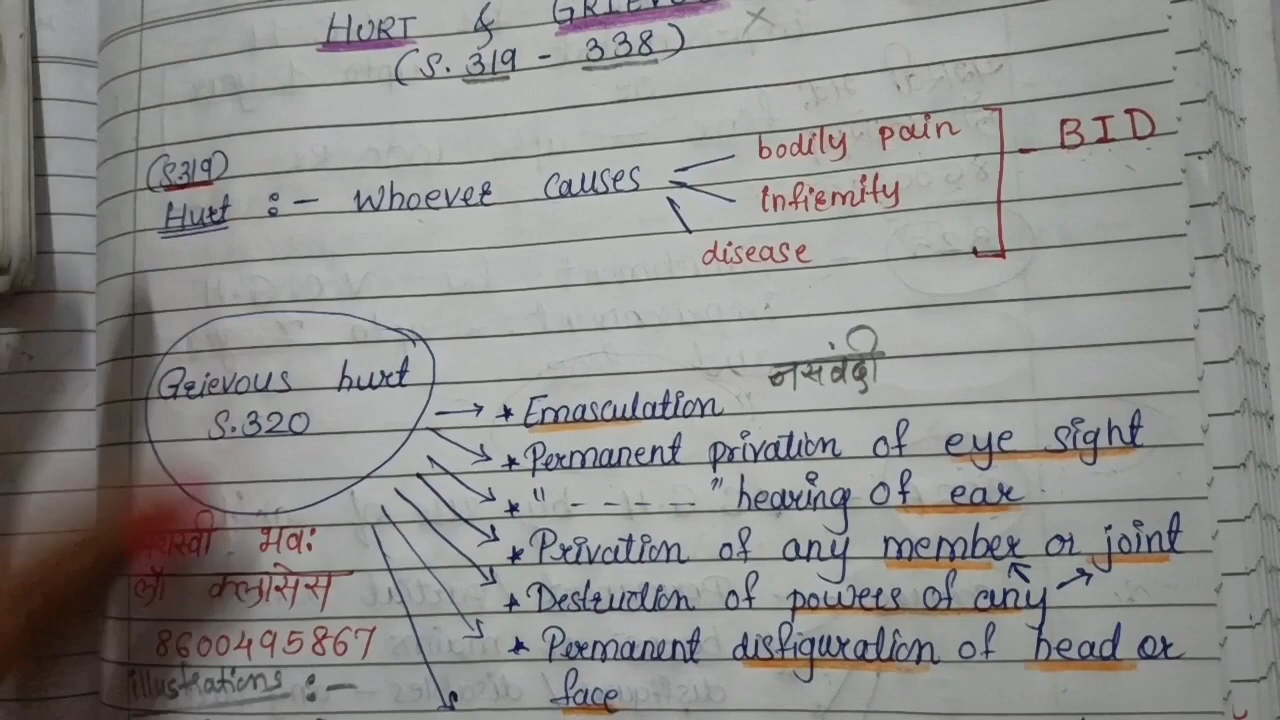 HURT & GRIEVOU
(S. 319 - 338)
(S319)
Hurt :- Whoever causes
bodily pain
infirmity
disease
- BID
Grievous hurt
S.320
नसबंदी
→ * Emasculation
* Permanent privation of eye sight
* " - - - - " hearing of ear
* Privation of any member or joint
* Destruction of powers of any
* Permanent disfiguration of head or
face
भवः
लॉ क्लासेस
8600495867
illustrations :-